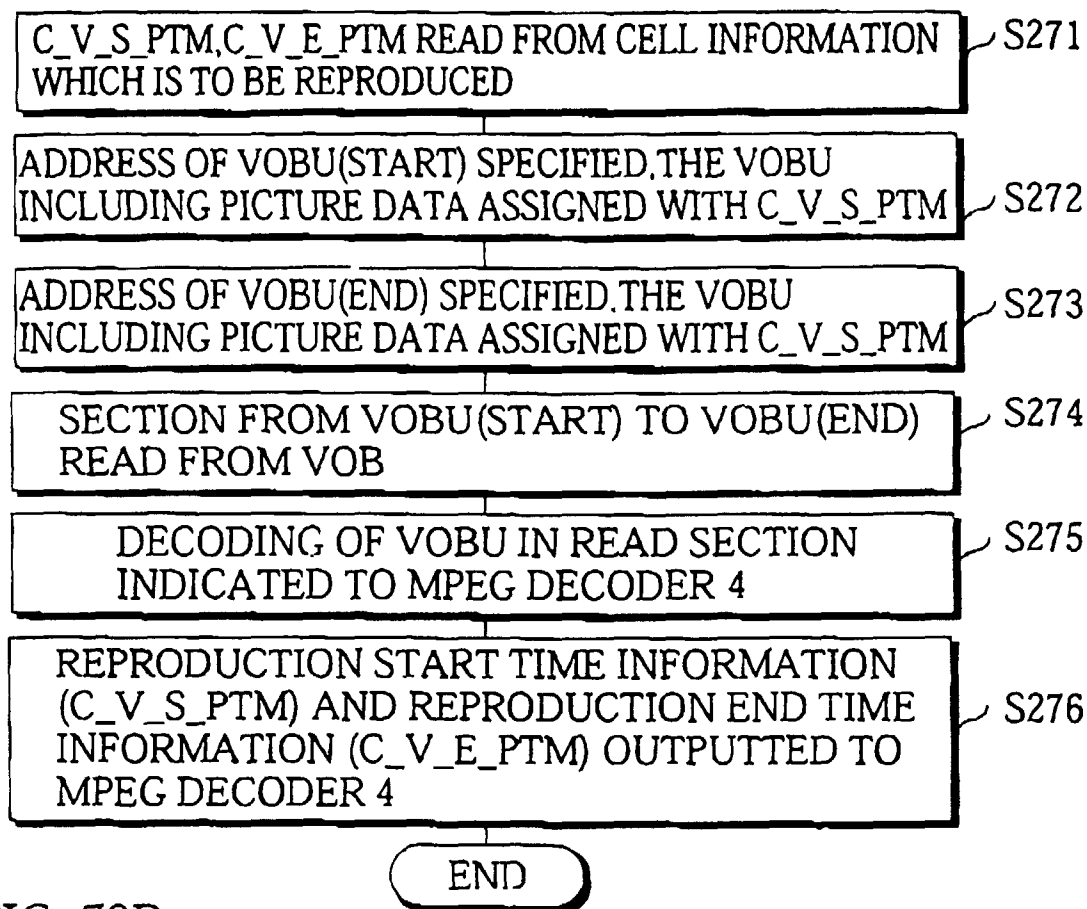 C_V_S_PTM,C_V_E_PTM READ FROM CELL INFORMATION
WHICH IS TO BE REPRODUCED
S271
ADDRESS OF VOBU(START) SPECIFIED,THE VOBU
INCLUDING PICTURE DATA ASSIGNED WITH C_V_S_PTM
S272
ADDRESS OF VOBU(END) SPECIFIED,THE VOBU
INCLUDING PICTURE DATA ASSIGNED WITH C_V_S_PTM
S273
SECTION FROM VOBU(START) TO VOBU(END)
READ FROM VOB
S274
DECODING OF VOBU IN READ SECTION
INDICATED TO MPEG DECODER 4
S275
REPRODUCTION START TIME INFORMATION
(C_V_S_PTM) AND REPRODUCTION END TIME
INFORMATION (C_V_E_PTM) OUTPUTTED TO
MPEG DECODER 4
S276
END